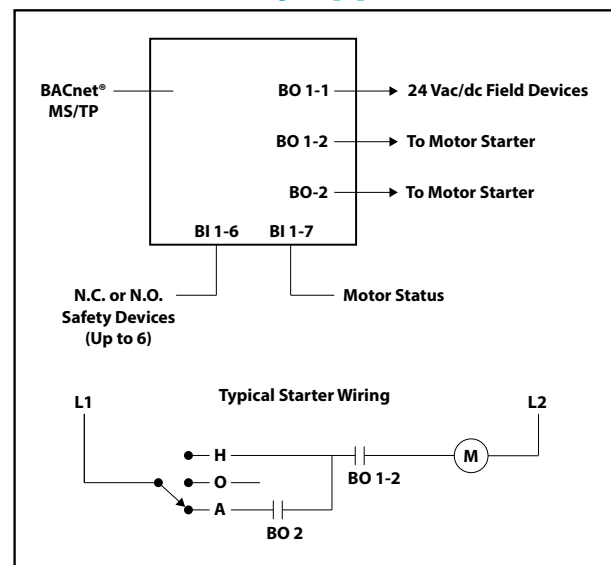 BACnet®
MS/TP
BO 1-1
24 Vac/dc Field Devices
BO 1-2
To Motor Starter
BO-2
To Motor Starter
BI 1-6
BI 1-7
N.C. or N.O.
Safety Devices
(Up to 6)
Motor Status
Typical Starter Wiring
L1
L2
H
O
A
BO 2
BO 1-2
M